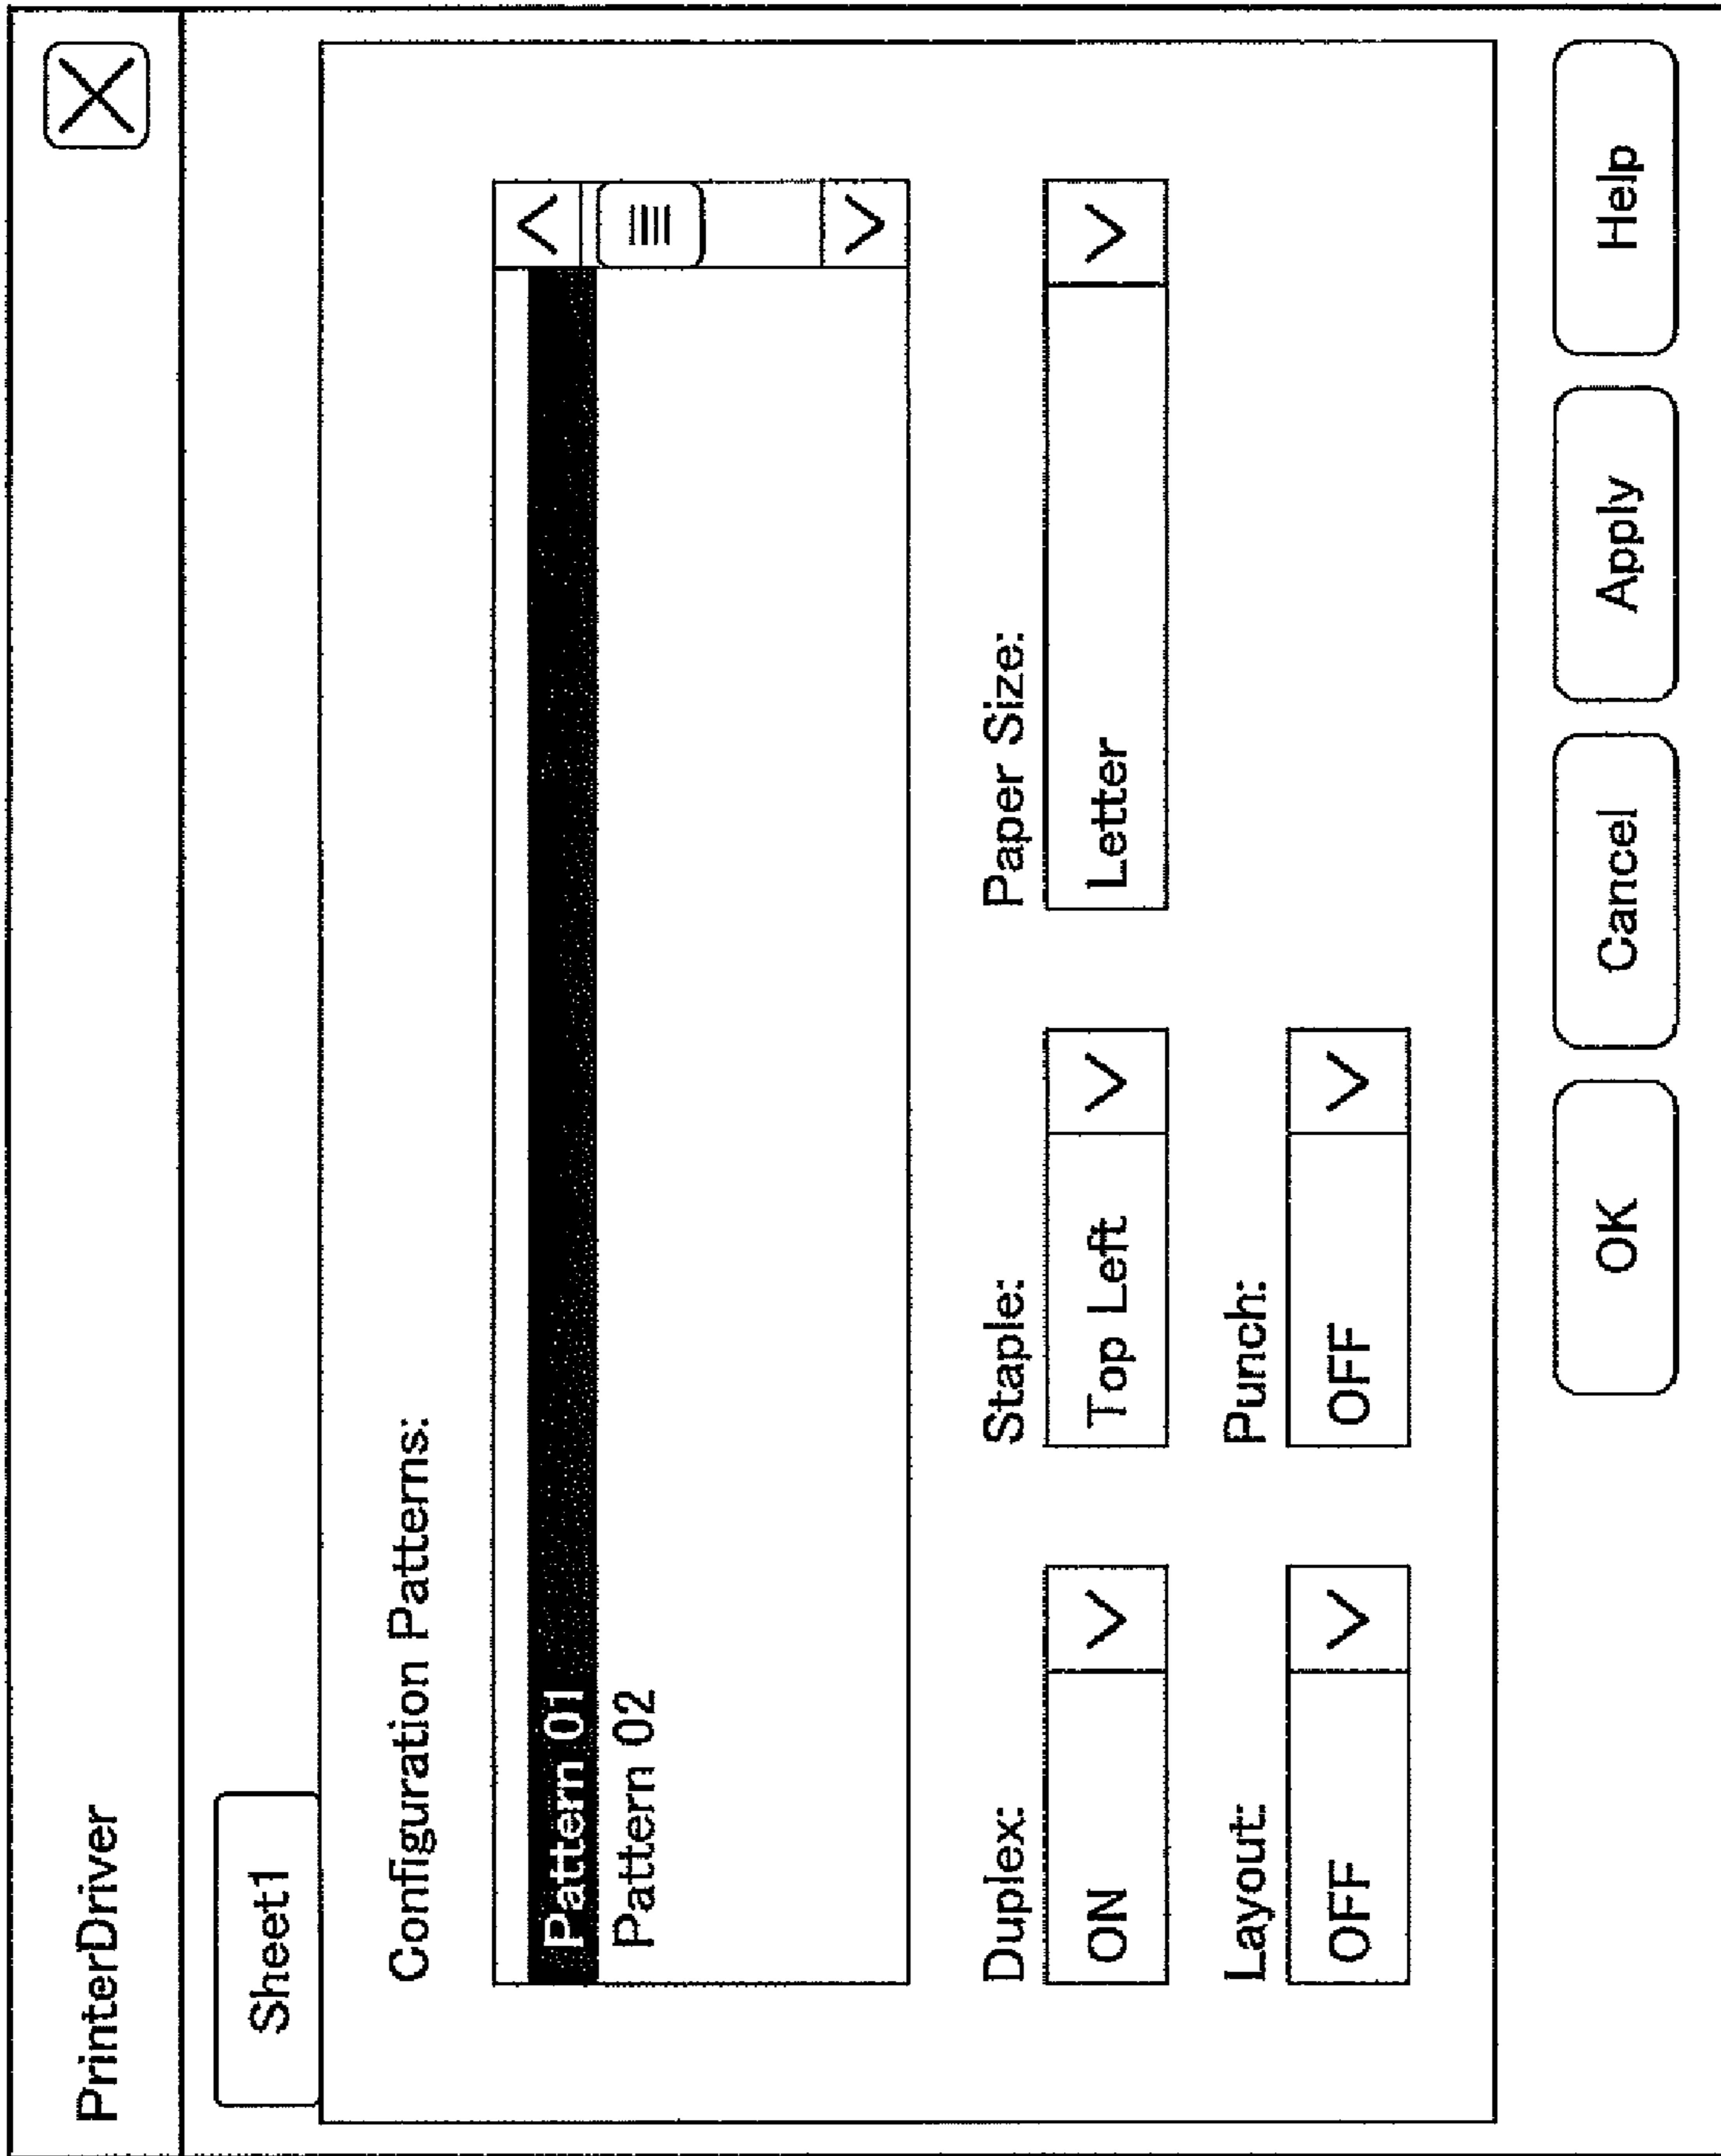 PrinterDriver
Sheet1
Configuration Patterns:
Pattern 01
Pattern 02
Duplex:
Staple:
Paper Size:
ON
Top Left
Letter
Layout:
Punch:
OFF
OFF
OK
Cancel
Apply
Help